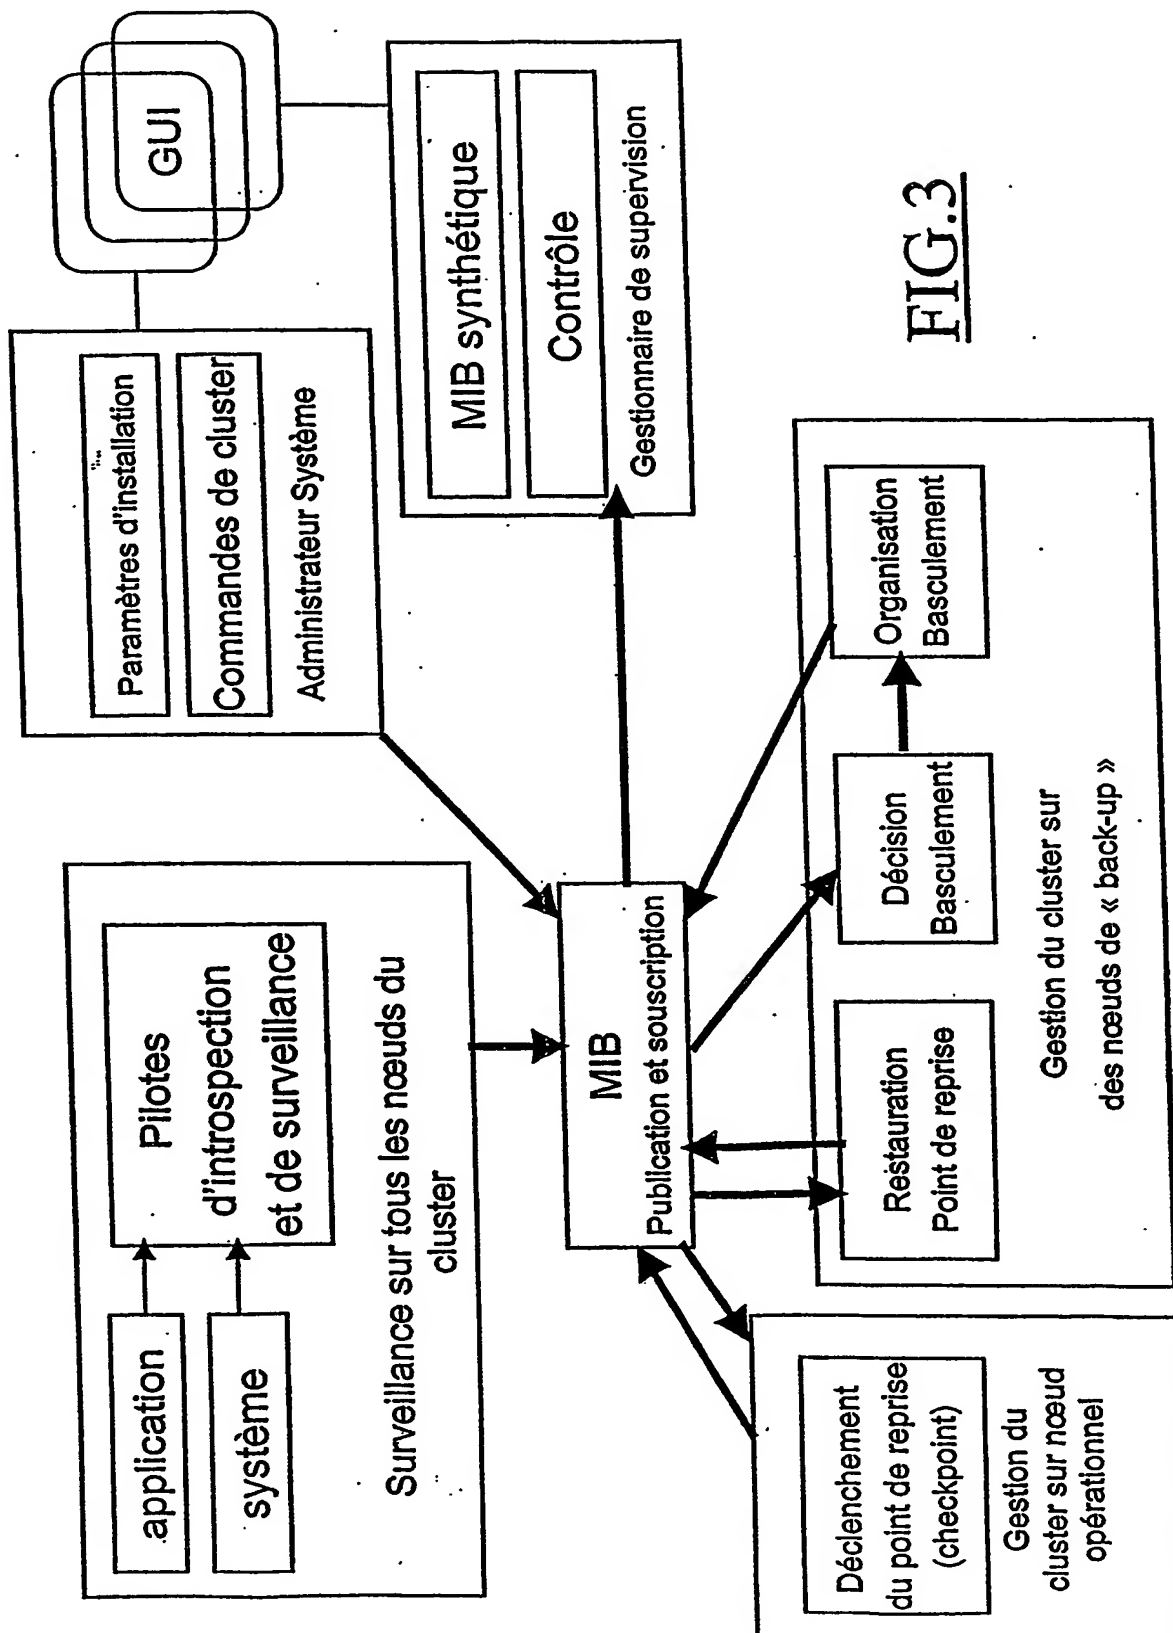 application
système
Pilotes
d'introspection
et de surveillance
Surveillance sur tous les nœuds du
cluster
Paramètres d'installation
Commandes de cluster
Administrateur Système
GUI
MIB synthétique
Contrôle
Gestionnaire de supervision
MIB
Publication et souscription
Déclenchement
du point de reprise
(checkpoint)
Gestion du
cluster sur nœud
opérationnel
Restauration
Point de reprise
Décision
Basculement
Organisation
Basculement
Gestion du cluster sur
des nœuds de « back-up »
FIG.3